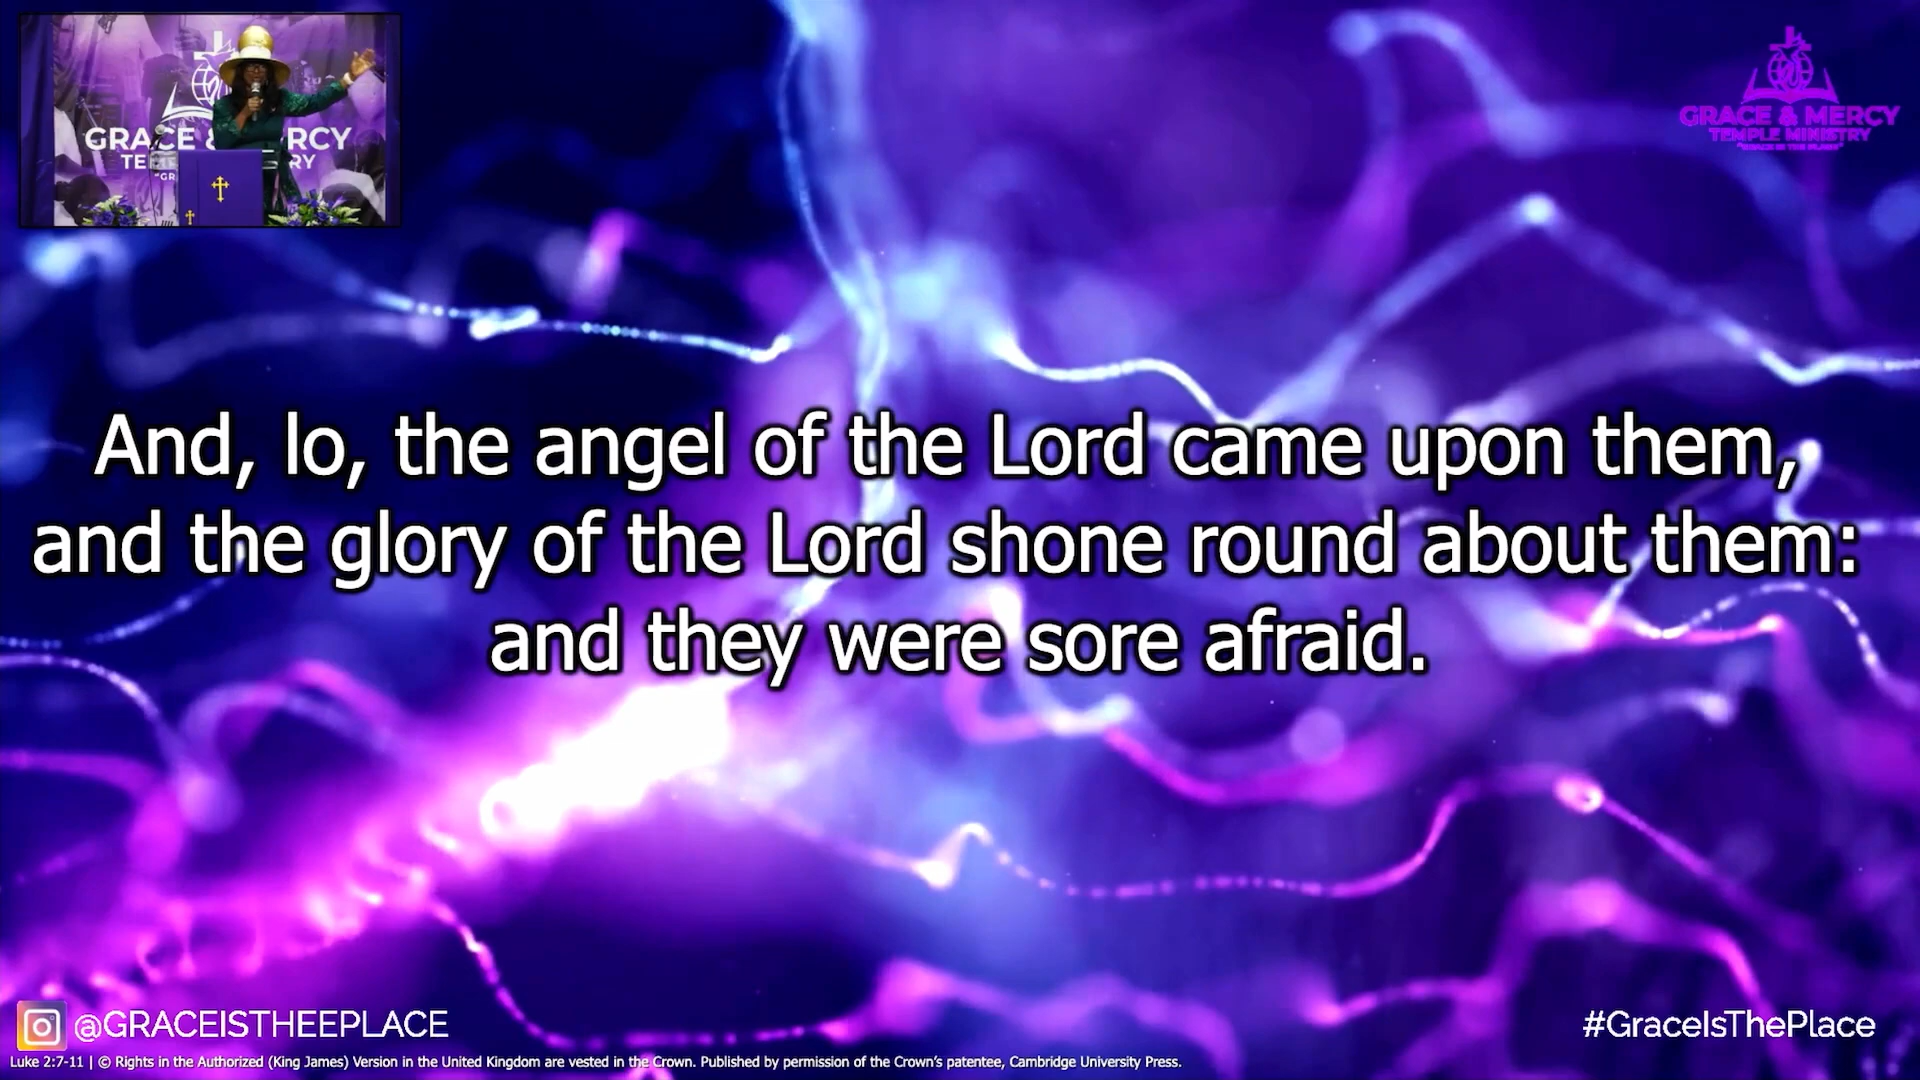 GRACE & MERCY
TEMPLE MINISTRY
And, lo, the angel of the Lord came upon them,
and the glory of the Lord shone round about them:
and they were sore afraid.
@GRACEISTHEEPLACE
#GraceIsThePlace
Luke 2:7-11 | © Rights in the Authorized (King James) Version in the United Kingdom are vested in the Crown. Published by permission of the Crown’s patentee, Cambridge University Press.